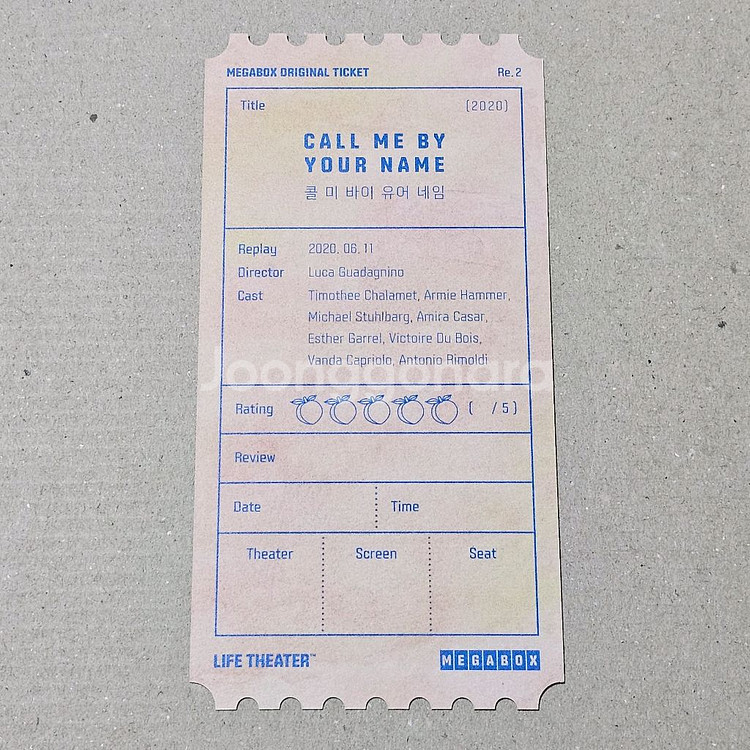 MEGABOX ORIGINAL TICKET Re.2
Title (2020)
CALL ME BY
YOUR NAME
콜 미 바이 유어 네임
Replay 2020. 06. 11
Director Luca Guadagnino
Cast Timothee Chalamet, Armie Hammer,
Michael Stuhlbarg, Amira Casar,
Esther Garrel, Victoire Du Bois,
Vanda Capriolo, Antonio Rimoldi
Joonggonara
Rating ( /5)
Review
Date Time
Theater Screen Seat
LIFE THEATER™ MEGABOX